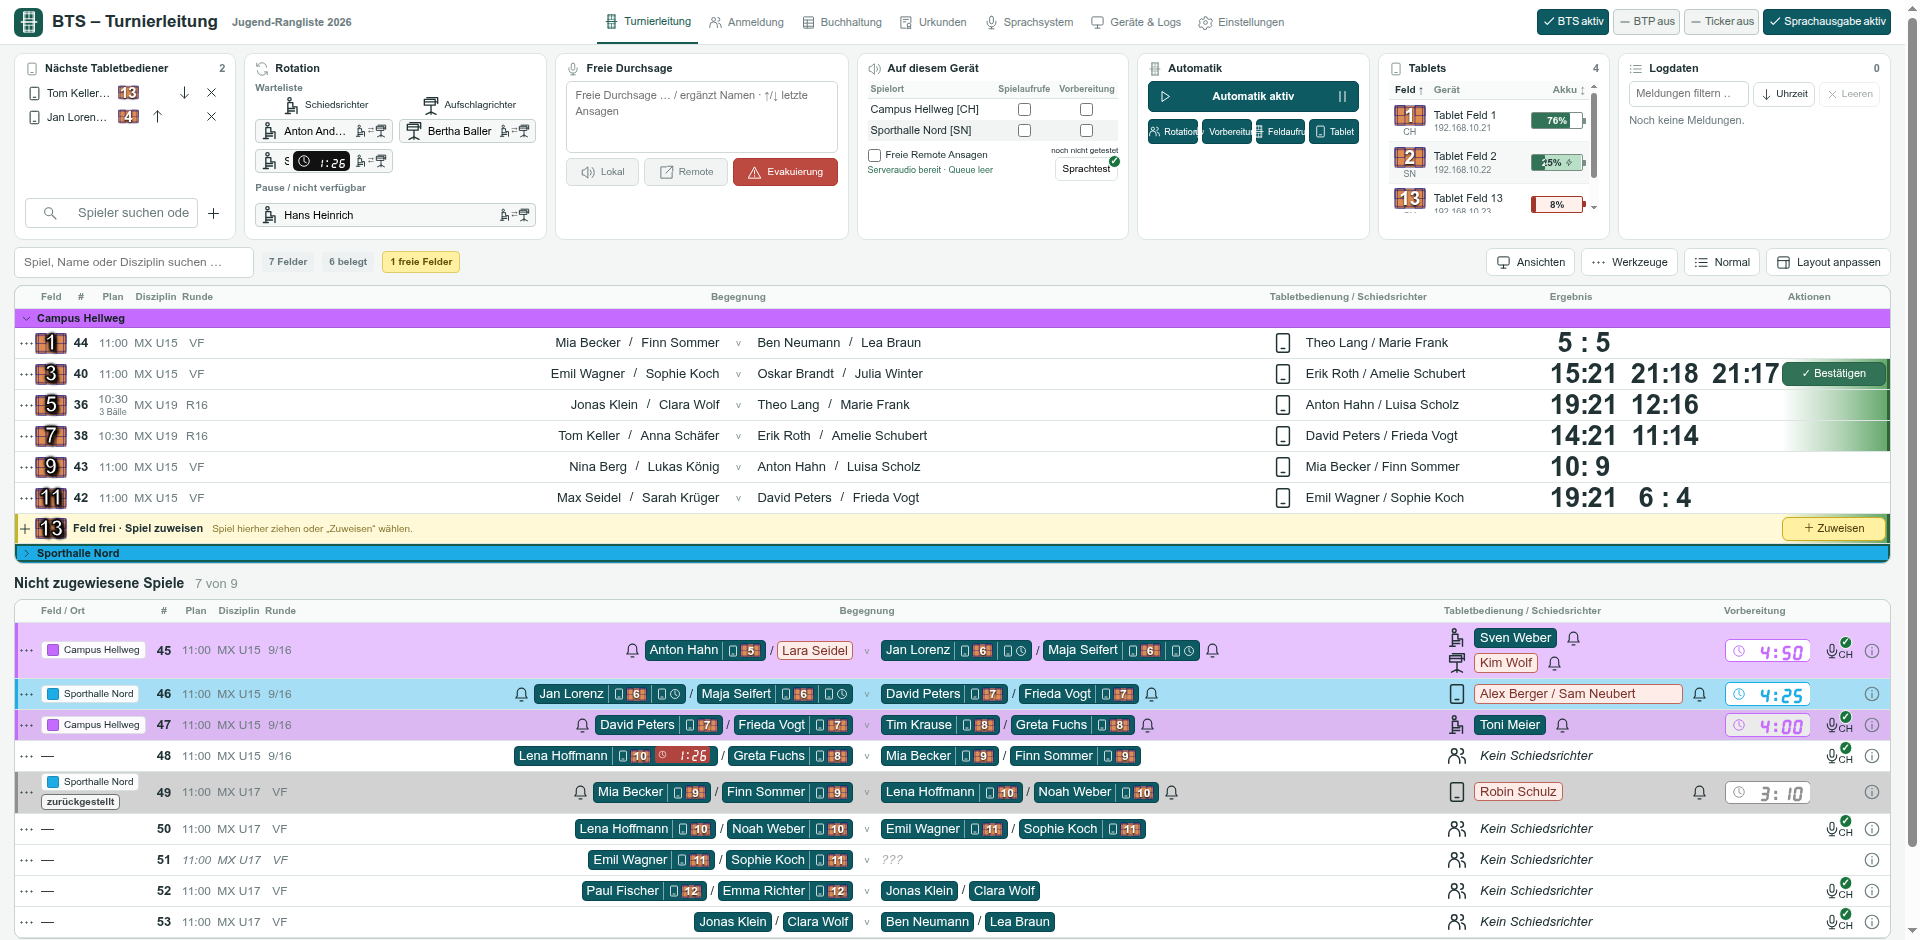 BTS – Turnierleitung
Jugend-Rangliste 2026
Turnierleitung
Anmeldung
Buchhaltung
Urkunden
Sprachsystem
Geräte & Logs
Einstellungen
BTS aktiv
BTP aus
Ticker aus
Sprachausgabe aktiv
Nächste Tabletbediener 2
Tom Keller... 13
Jan Loren... 4
Spieler suchen ode
Rotation
Warteliste
Schiedsrichter
Aufschlagrichter
Anton And...
Bertha Baller
1:26
Pause / nicht verfügbar
Hans Heinrich
Freie Durchsage
Freie Durchsage … / ergänzt Namen · ↑/↓ letzte
Ansagen
Lokal
Remote
Evakuierung
Auf diesem Gerät
Spielort Spielaufrufe Vorbereitung
Campus Hellweg [CH]
Sporthalle Nord [SN]
Freie Remote Ansagen
Serveraudio bereit · Queue leer
noch nicht getestet
Sprachtest
Automatik
Automatik aktiv
Rotation
Vorbereitun
Feldaufru
Tablet
Tablets 4
Feld ↑ Gerät Akku ↕
1 CH Tablet Feld 1 192.168.10.21 76%
2 SN Tablet Feld 2 192.168.10.22 25%
13 Tablet Feld 13 192.168.10.23 8%
Logdaten 0
Meldungen filtern ..
↓ Uhrzeit
× Leeren
Noch keine Meldungen.
Spiel, Name oder Disziplin suchen …
7 Felder
6 belegt
1 freie Felder
Ansichten
Werkzeuge
Normal
Layout anpassen
Feld # Plan Disziplin Runde Begegnung Tabletbedienung / Schiedsrichter Ergebnis Aktionen
Campus Hellweg
1 44 11:00 MX U15 VF Mia Becker / Finn Sommer v Ben Neumann / Lea Braun Theo Lang / Marie Frank 5 : 5
3 40 11:00 MX U15 VF Emil Wagner / Sophie Koch v Oskar Brandt / Julia Winter Erik Roth / Amelie Schubert 15:21 21:18 21:17 ✓ Bestätigen
5 36 10:30 3 Bälle MX U19 R16 Jonas Klein / Clara Wolf v Theo Lang / Marie Frank Anton Hahn / Luisa Scholz 19:21 12:16
7 38 10:30 MX U19 R16 Tom Keller / Anna Schäfer v Erik Roth / Amelie Schubert David Peters / Frieda Vogt 14:21 11:14
9 43 11:00 MX U15 VF Nina Berg / Lukas König v Anton Hahn / Luisa Scholz Mia Becker / Finn Sommer 10: 9
11 42 11:00 MX U15 VF Max Seidel / Sarah Krüger v David Peters / Frieda Vogt Emil Wagner / Sophie Koch 19:21 6 : 4
13 Feld frei · Spiel zuweisen Spiel hierher ziehen oder „Zuweisen“ wählen. + Zuweisen
Sporthalle Nord
Nicht zugewiesene Spiele 7 von 9
Feld / Ort # Plan Disziplin Runde Begegnung Tabletbedienung / Schiedsrichter Vorbereitung
Campus Hellweg 45 11:00 MX U15 9/16 Anton Hahn 5 / Lara Seidel v Jan Lorenz 6 / Maja Seifert 6 Sven Weber 4:50 CH
Kim Wolf
Sporthalle Nord 46 11:00 MX U15 9/16 Jan Lorenz 6 / Maja Seifert 6 v David Peters 7 / Frieda Vogt 7 Alex Berger / Sam Neubert 4:25
Campus Hellweg 47 11:00 MX U15 9/16 David Peters 7 / Frieda Vogt 7 v Tim Krause 8 / Greta Fuchs 8 Toni Meier 4:00 CH
— 48 11:00 MX U15 9/16 Lena Hoffmann 10 1:26 / Greta Fuchs 8 v Mia Becker 9 / Finn Sommer 9 Kein Schiedsrichter CH
Sporthalle Nord zurückgestellt 49 11:00 MX U17 VF Mia Becker 9 / Finn Sommer 9 v Lena Hoffmann 10 / Noah Weber 10 Robin Schulz 3:10
— 50 11:00 MX U17 VF Lena Hoffmann 10 / Noah Weber 10 v Emil Wagner 11 / Sophie Koch 11 Kein Schiedsrichter CH
— 51 11:00 MX U17 VF Emil Wagner 11 / Sophie Koch 11 v ??? Kein Schiedsrichter
— 52 11:00 MX U17 VF Paul Fischer 12 / Emma Richter 12 v Jonas Klein / Clara Wolf Kein Schiedsrichter CH
— 53 11:00 MX U17 VF Jonas Klein / Clara Wolf v Ben Neumann / Lea Braun Kein Schiedsrichter CH